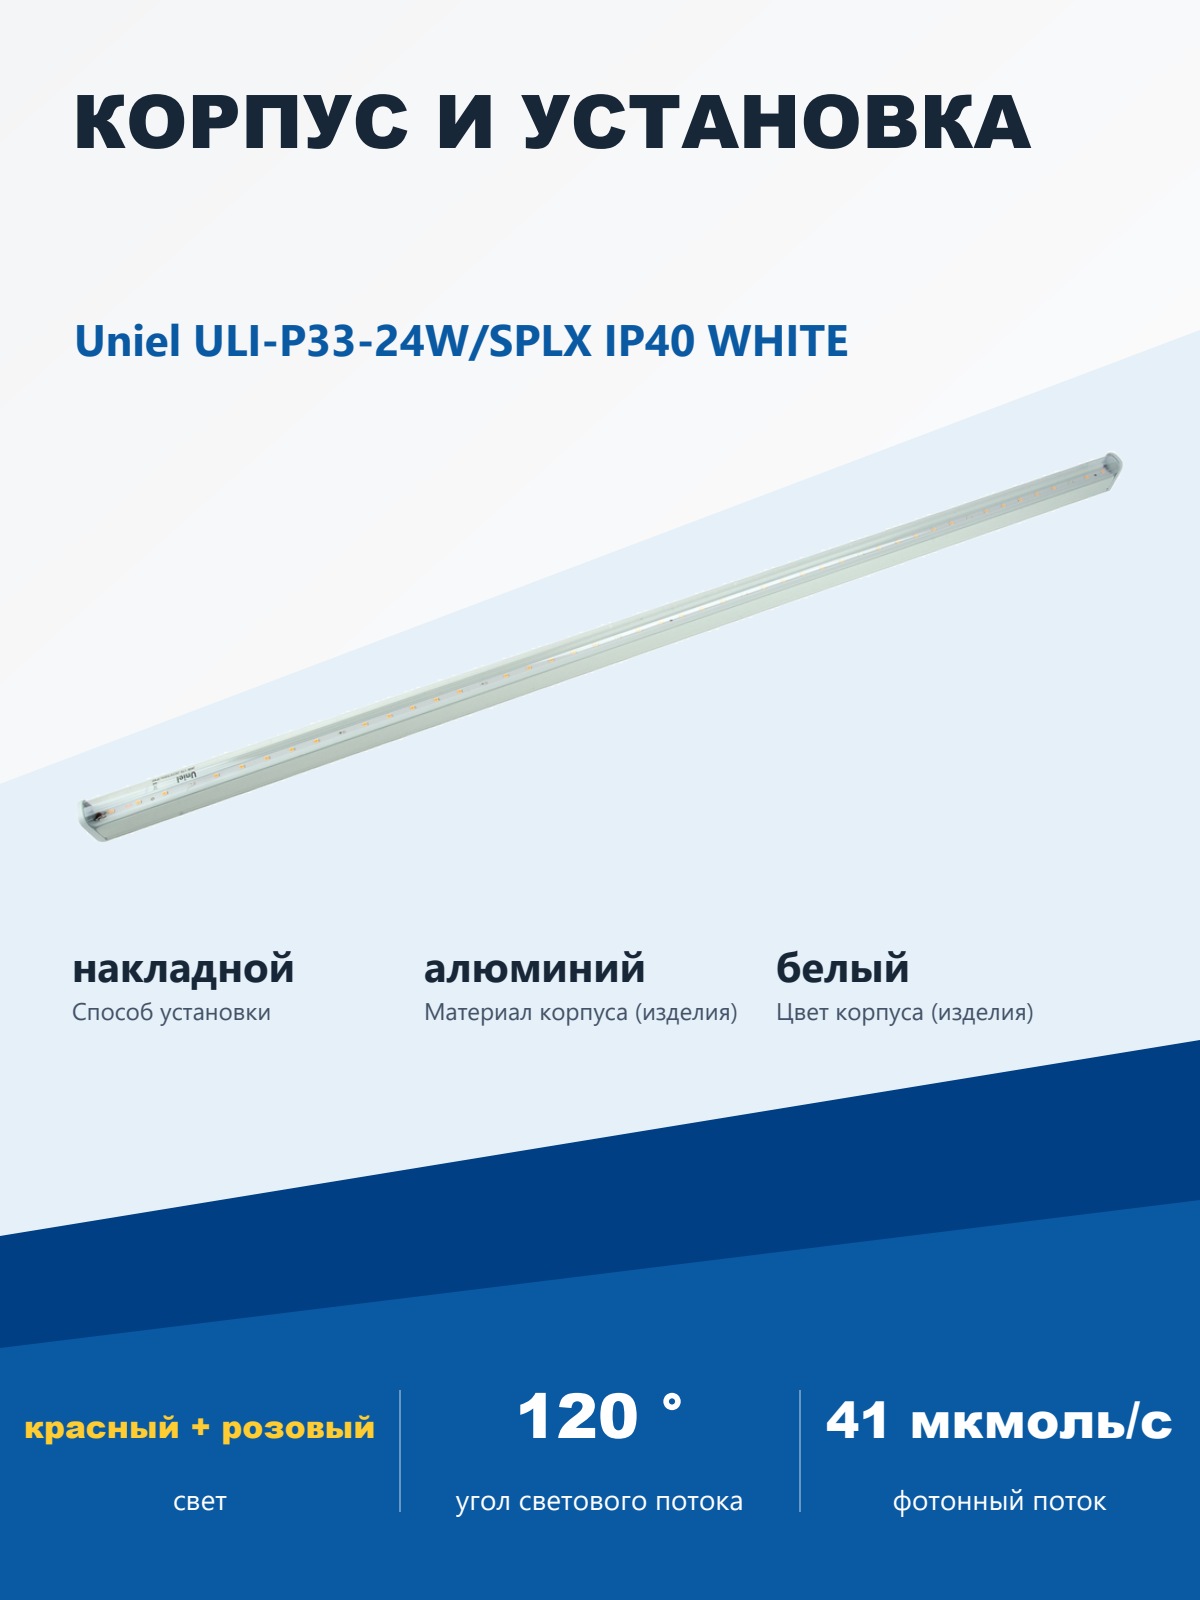 КОРПУС И УСТАНОВКА
Uniel ULI-P33-24W/SPLX IP40 WHITE
Uniel
накладной
Способ установки
алюминий
Материал корпуса (изделия)
белый
Цвет корпуса (изделия)
красный + розовый
свет
120 °
угол светового потока
41 мкмоль/с
фотонный поток